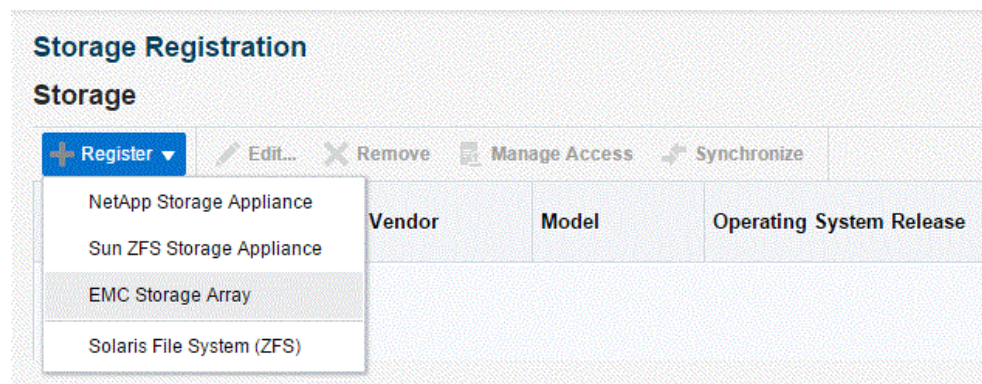 Storage Registration
Storage
Register Edit... Remove Manage Access Synchronize
NetApp Storage Appliance
Vendor Model Operating System Release
Sun ZFS Storage Appliance
EMC Storage Array
Solaris File System (ZFS)